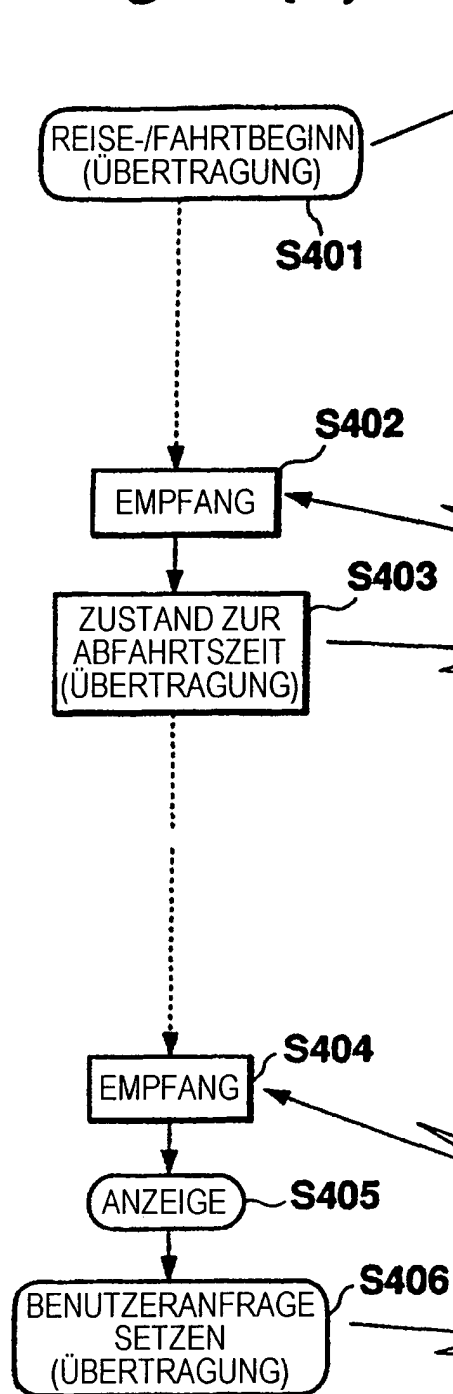 REISE-/FAHRTBEGINN
(ÜBERTRAGUNG)
S401
S402
EMPFANG
S403
ZUSTAND ZUR
ABFAHRTSZEIT
(ÜBERTRAGUNG)
S404
EMPFANG
ANZEIGE
S405
S406
BENUTZERANFRAGE
SETZEN
(ÜBERTRAGUNG)